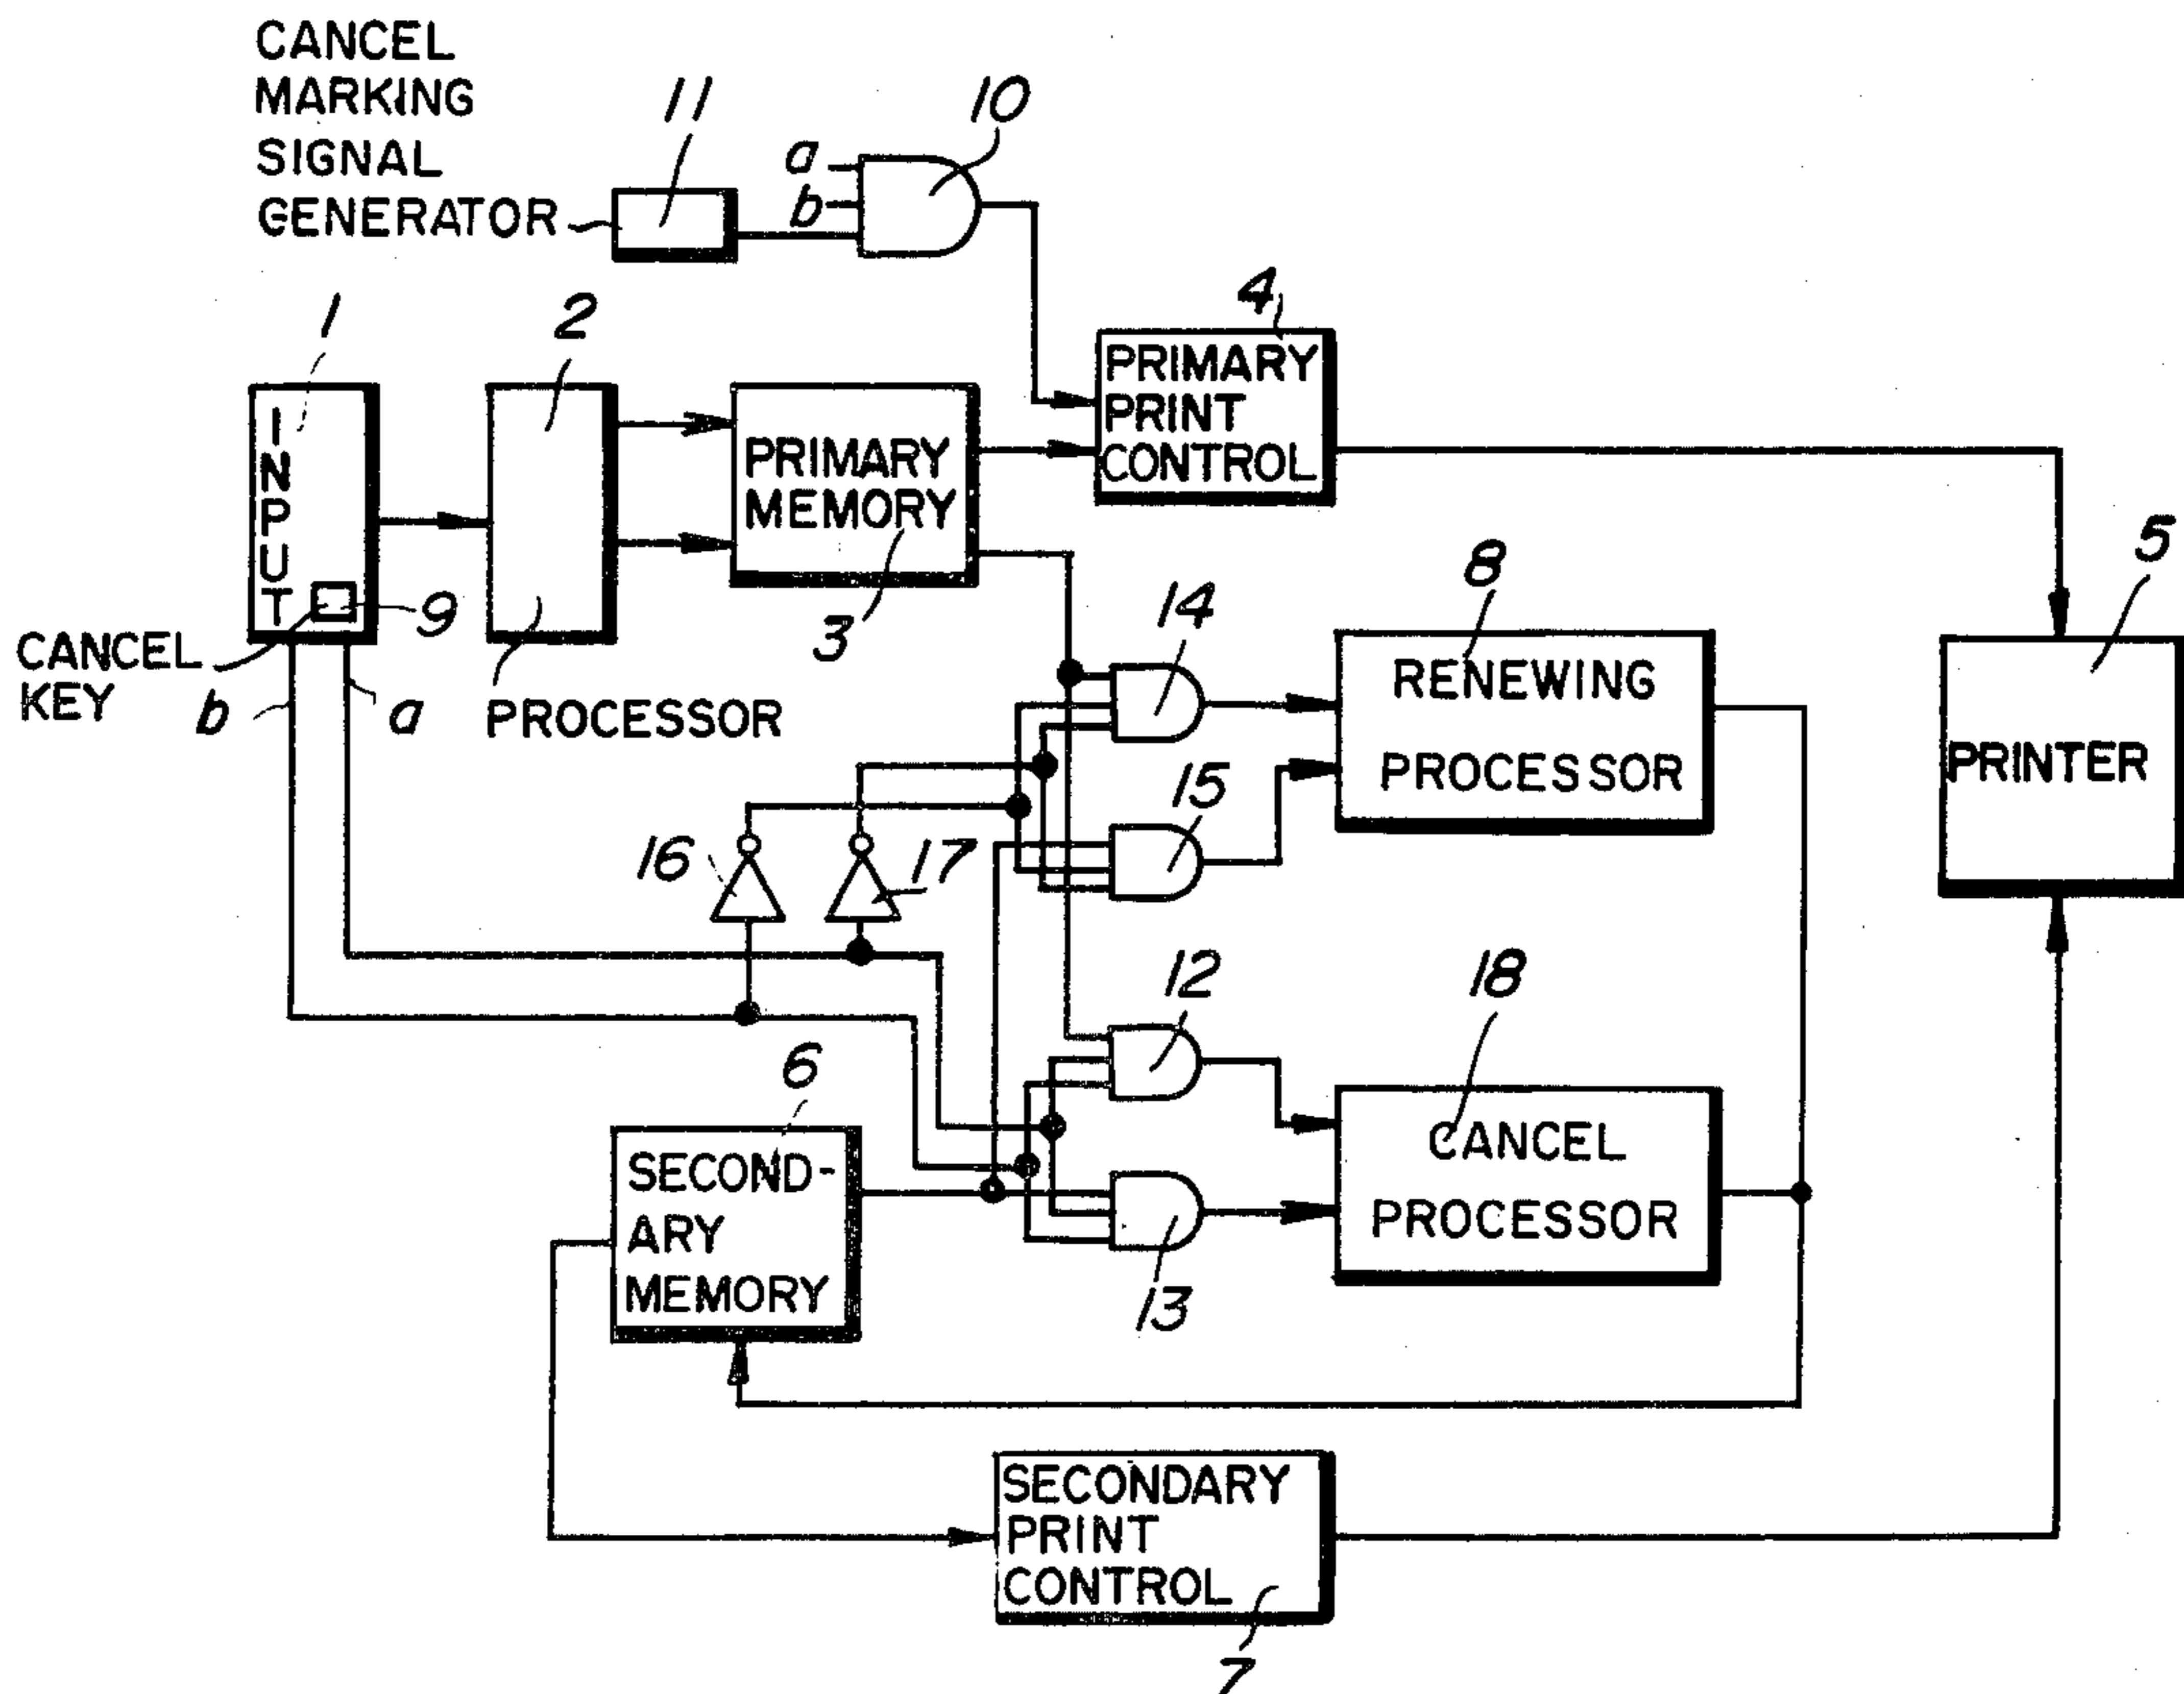 CANCEL
MARKING
SIGNAL
GENERATOR
11
10
a
b
1
2
4
INPUT
PRIMARY
MEMORY
3
PRIMARY
PRINT
CONTROL
5
9
CANCEL
KEY
b
a
PROCESSOR
14
8
RENEWING
PROCESSOR
PRINTER
15
16
17
12
18
6
SECOND-
ARY
MEMORY
CANCEL
PROCESSOR
13
SECONDARY
PRINT
CONTROL
7